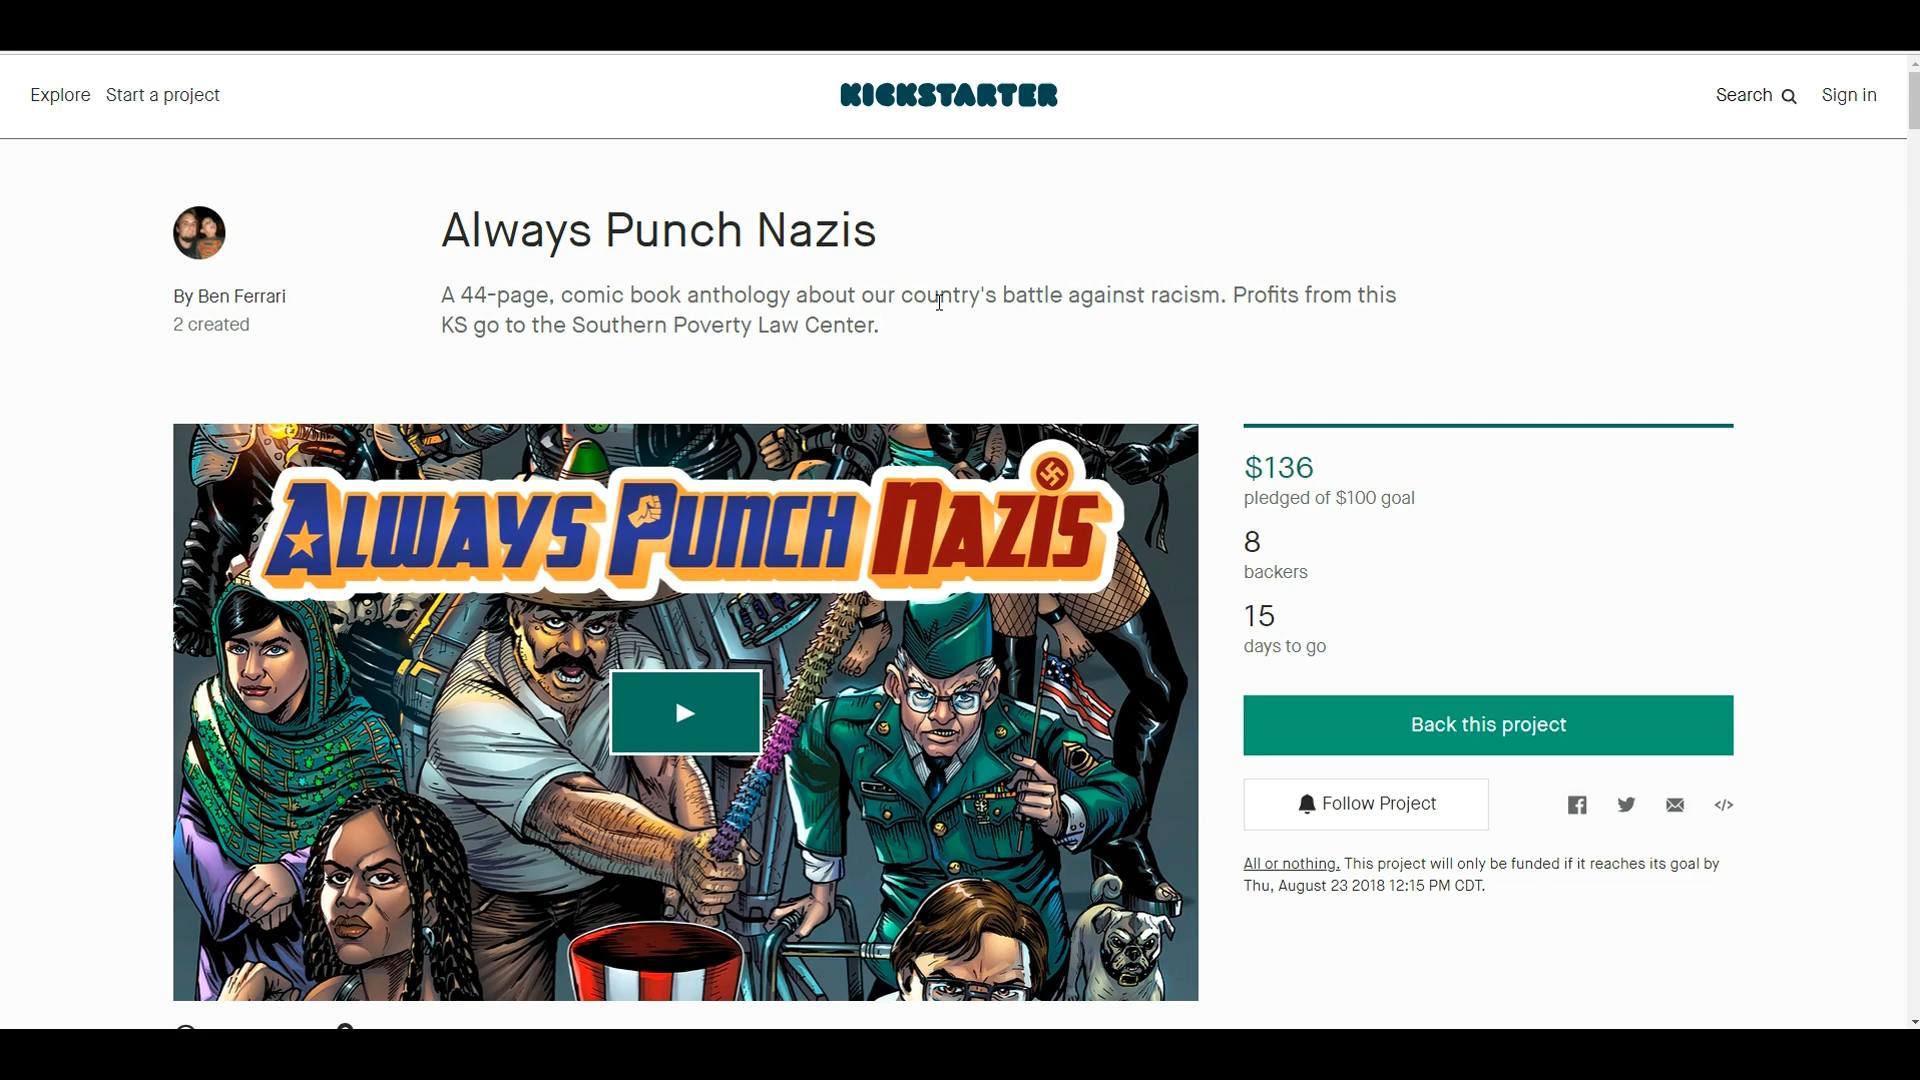 Explore Start a project
KICKSTARTER
Search Sign in
By Ben Ferrari
2 created
Always Punch Nazis
A 44-page, comic book anthology about our country's battle against racism. Profits from this
KS go to the Southern Poverty Law Center.
ALWAYS PUNCH NAZIS
$136
pledged of $100 goal
8
backers
15
days to go
Back this project
Follow Project
All or nothing. This project will only be funded if it reaches its goal by
Thu, August 23 2018 12:15 PM CDT.